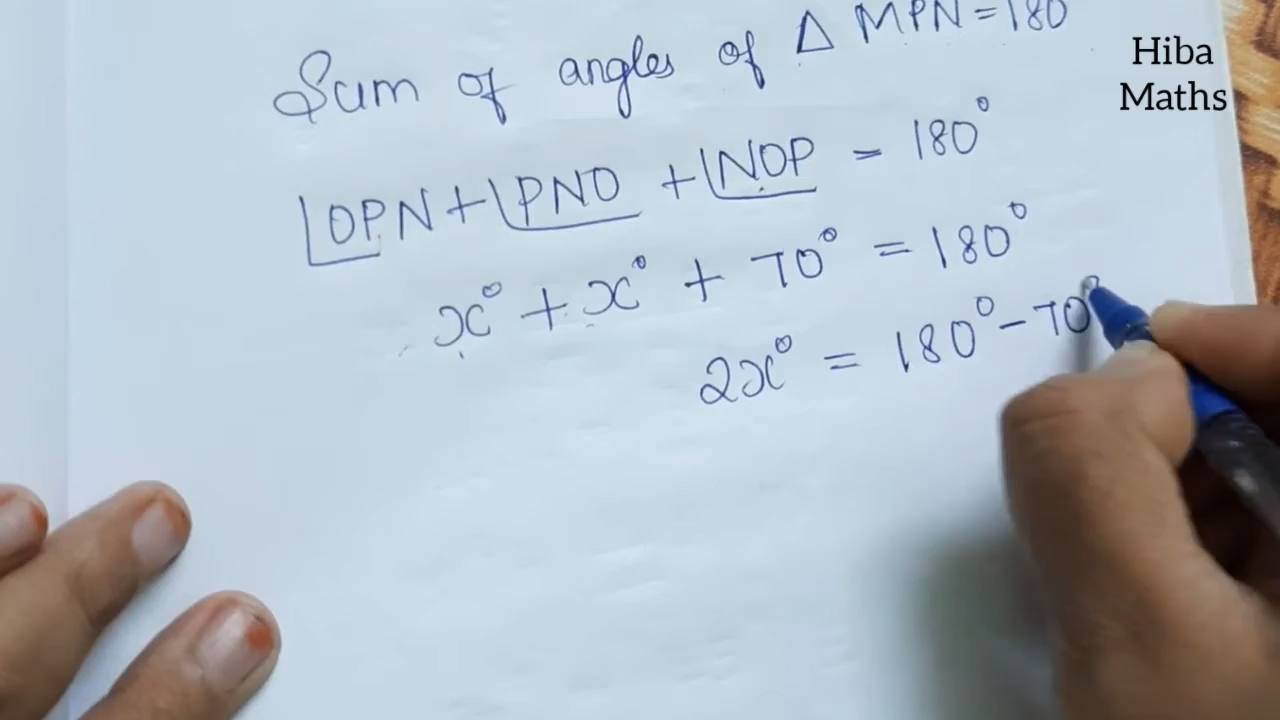 Sum of angles of △ MPN = 180
Hiba
Maths
∠OPN + ∠PNO + ∠NOP = 180°
x° + x° + 70° = 180°
2x° = 180° - 70°